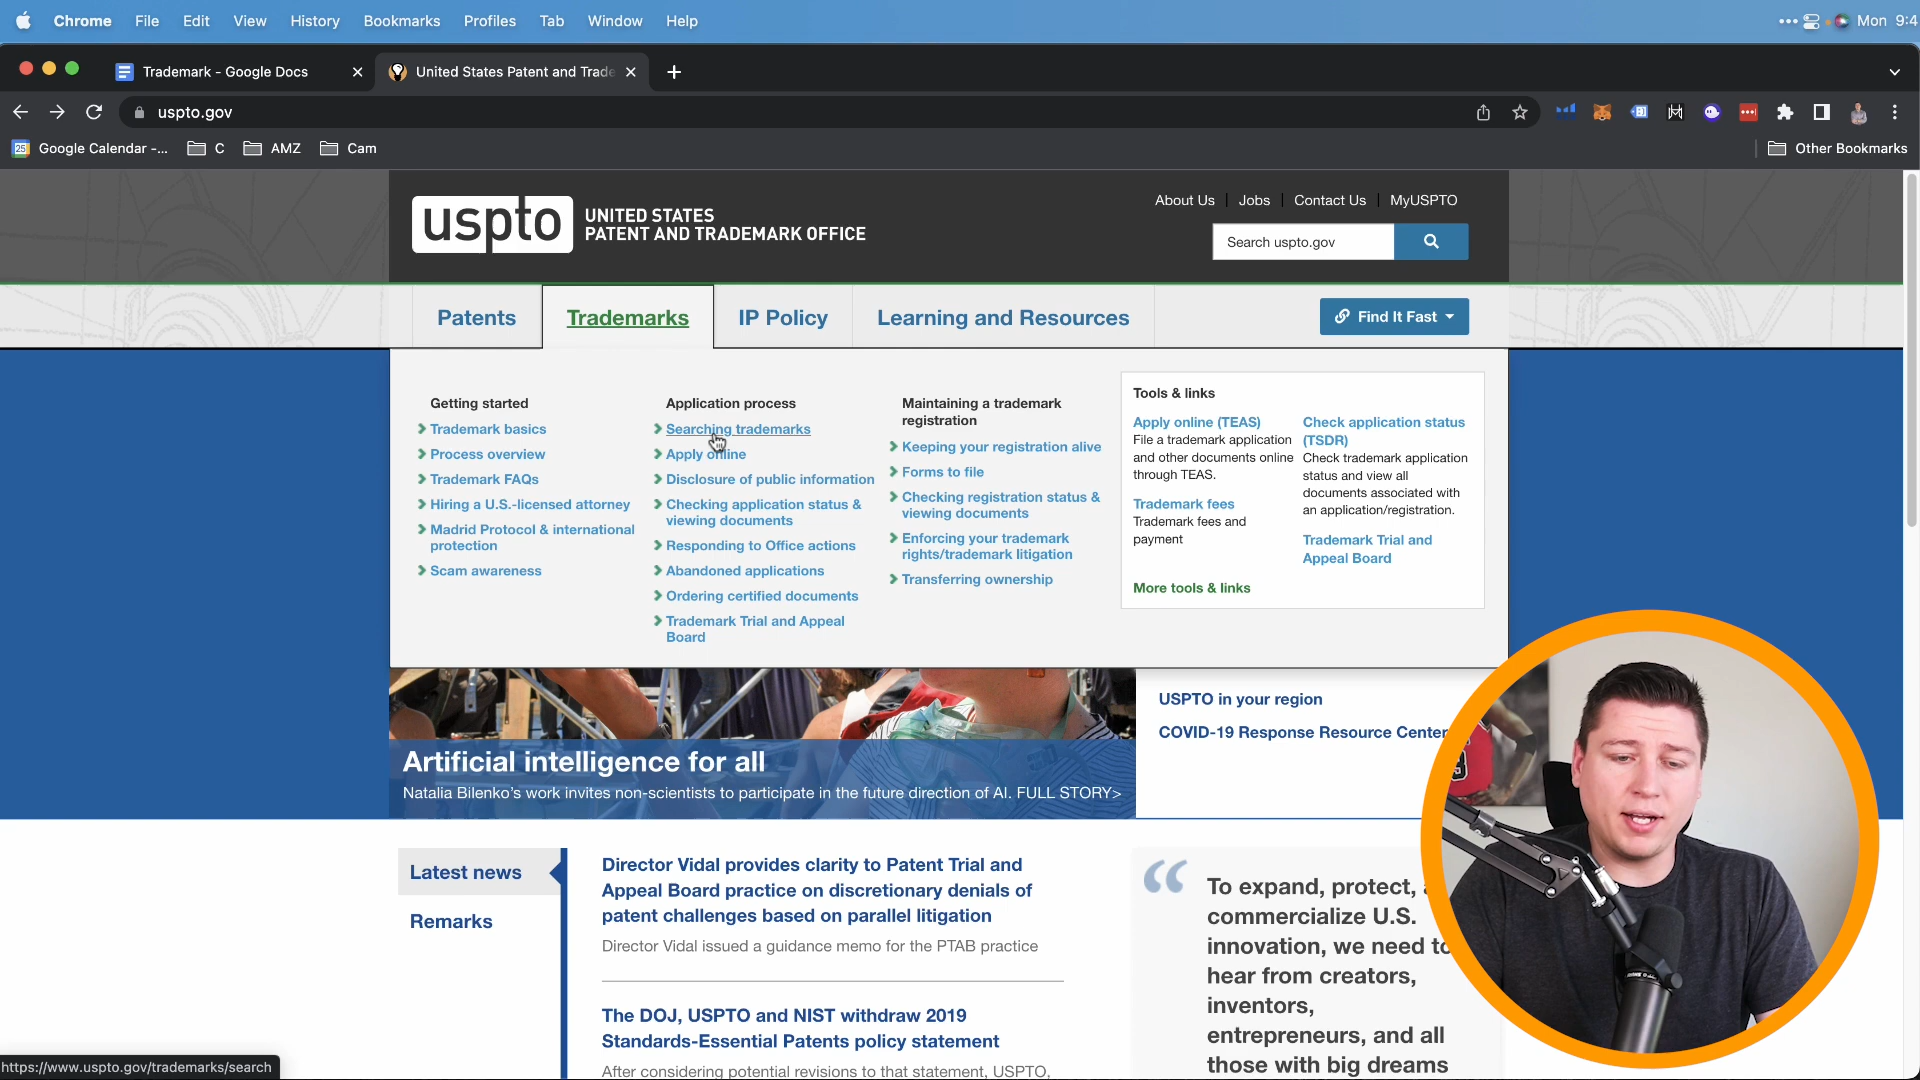 Chrome File Edit View History Bookmarks Profiles Tab Window Help
Mon 9:4
Trademark - Google Docs
United States Patent and Trade
uspto.gov
25 Google Calendar -...
C
AMZ
Cam
Other Bookmarks
uspto
UNITED STATES
PATENT AND TRADEMARK OFFICE
About Us
Jobs
Contact Us
MyUSPTO
Search uspto.gov
Patents
Trademarks
IP Policy
Learning and Resources
Find It Fast
Getting started
Trademark basics
Process overview
Trademark FAQs
Hiring a U.S.-licensed attorney
Madrid Protocol & international
protection
Scam awareness
Application process
Searching trademarks
Apply online
Disclosure of public information
Checking application status &
viewing documents
Responding to Office actions
Abandoned applications
Ordering certified documents
Trademark Trial and Appeal
Board
Maintaining a trademark
registration
Keeping your registration alive
Forms to file
Checking registration status &
viewing documents
Enforcing your trademark
rights/trademark litigation
Transferring ownership
Tools & links
Apply online (TEAS)
File a trademark application
and other documents online
through TEAS.
Trademark fees
Trademark fees and
payment
More tools & links
Check application status
(TSDR)
Check trademark application
status and view all
documents associated with
an application/registration.
Trademark Trial and
Appeal Board
USPTO in your region
COVID-19 Response Resource Center
Artificial intelligence for all
Natalia Bilenko's work invites non-scientists to participate in the future direction of AI. FULL STORY>
Latest news
Remarks
Director Vidal provides clarity to Patent Trial and
Appeal Board practice on discretionary denials of
patent challenges based on parallel litigation
Director Vidal issued a guidance memo for the PTAB practice
The DOJ, USPTO and NIST withdraw 2019
Standards-Essential Patents policy statement
After considering potential revisions to that statement, USPTO,
“
To expand, protect,
commercialize U.S.
innovation, we need to
hear from creators,
inventors,
entrepreneurs, and all
those with big dreams
https://www.uspto.gov/trademarks/search